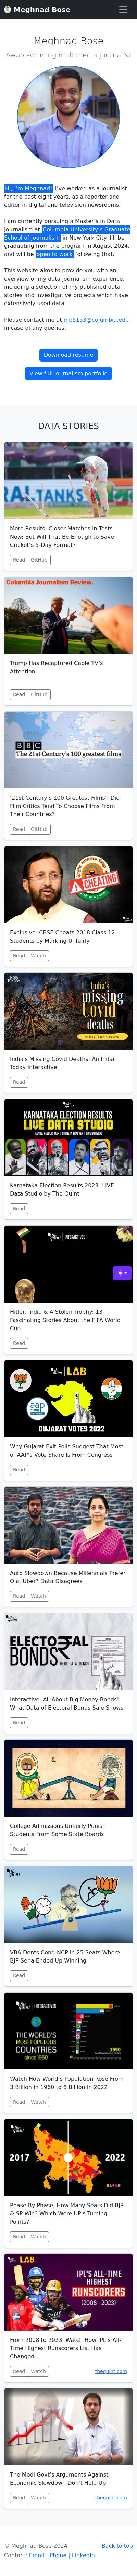 Meghnad Bose
Meghnad Bose
Award-winning multimedia journalist
Hi, I'm Meghnad! I've worked as a journalist
for the past eight years, as a reporter and
editor in digital and television newsrooms.
I am currently pursuing a Master's in Data
Journalism at Columbia University's Graduate
School of Journalism in New York City. I'll be
graduating from the program in August 2024,
and will be open to work following that.
This website aims to provide you with an
overview of my data journalism experience,
including a selection of my published data
stories and interactive projects which have
extensively used data.
Please contact me at mb5153@columbia.edu
in case of any queries.
Download resume
View full journalism portfolio
DATA STORIES
More Results, Closer Matches in Tests
Now: But Will That Be Enough to Save
Cricket's 5-Day Format?
Read GitHub
Columbia Journalism Review.
Trump Has Recaptured Cable TV's
Attention
Read GitHub
BBC
The 21st Century's 100 greatest films
'21st Century's 100 Greatest Films': Did
Film Critics Tend To Choose Films From
Their Countries?
Read GitHub
CHEATING
Exclusive: CBSE Cheats 2018 Class 12
Students by Marking Unfairly
Read Watch
INDIA TODAY
India's
missing
Covid
deaths
India's Missing Covid Deaths: An India
Today Interactive
Read
KARNATAKA ELECTION RESULTS
LIVE DATA STUDIO
Karnataka Election Results 2023: LIVE
Data Studio by The Quint
Read
INTERACTIVES
Hitler, India & A Stolen Trophy: 13
Fascinating Stories About the FIFA World
Cup
Read
LAB
GUJARAT VOTES 2022
Why Gujarat Exit Polls Suggest That Most
of AAP's Vote Share Is From Congress
Read
Auto Slowdown Because Millennials Prefer
Ola, Uber? Data Disagrees
Read Watch
ELECTORAL
BONDS
Interactive: All About Big Money Bonds!
What Data of Electoral Bonds Sale Shows
Read
College Admissions Unfairly Punish
Students From Some State Boards
Read
VBA Dents Cong-NCP in 25 Seats Where
BJP-Sena Ended Up Winning
Read
INTERACTIVES
THE WORLD'S
MOST POPULOUS
COUNTRIES
SINCE 1960
1990
Watch How World's Population Rose From
3 Billion in 1960 to 8 Billion in 2022
Read Watch
2017 2022
Phase By Phase, How Many Seats Did BJP
& SP Win? Which Were UP's Turning
Points?
Read Watch
LAB
IPL'S ALL-TIME
HIGHEST
RUNSCORERS
(2008 - 2023)
From 2008 to 2023, Watch How IPL's All-
Time Highest Runscorers List Has
Changed
Read Watch thequint.com
The Modi Govt's Arguments Against
Economic Slowdown Don't Hold Up
Read Watch thequint.com
© Meghnad Bose 2024 Back to top
Contact: Email | Phone | LinkedIn